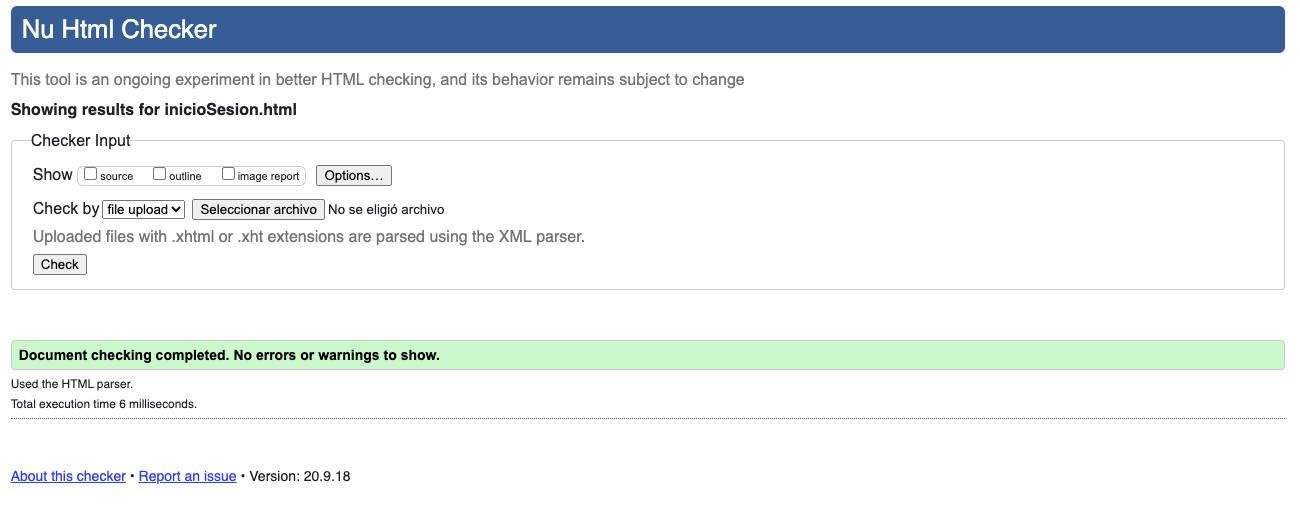 Nu Html Checker
This tool is an ongoing experiment in better HTML checking, and its behavior remains subject to change
Showing results for inicioSesion.html
Checker Input
Show source outline image report Options...
Check by file upload Seleccionar archivo No se eligió archivo
Uploaded files with .xhtml or .xht extensions are parsed using the XML parser.
Check
Document checking completed. No errors or warnings to show.
Used the HTML parser.
Total execution time 6 milliseconds.
About this checker • Report an issue • Version: 20.9.18